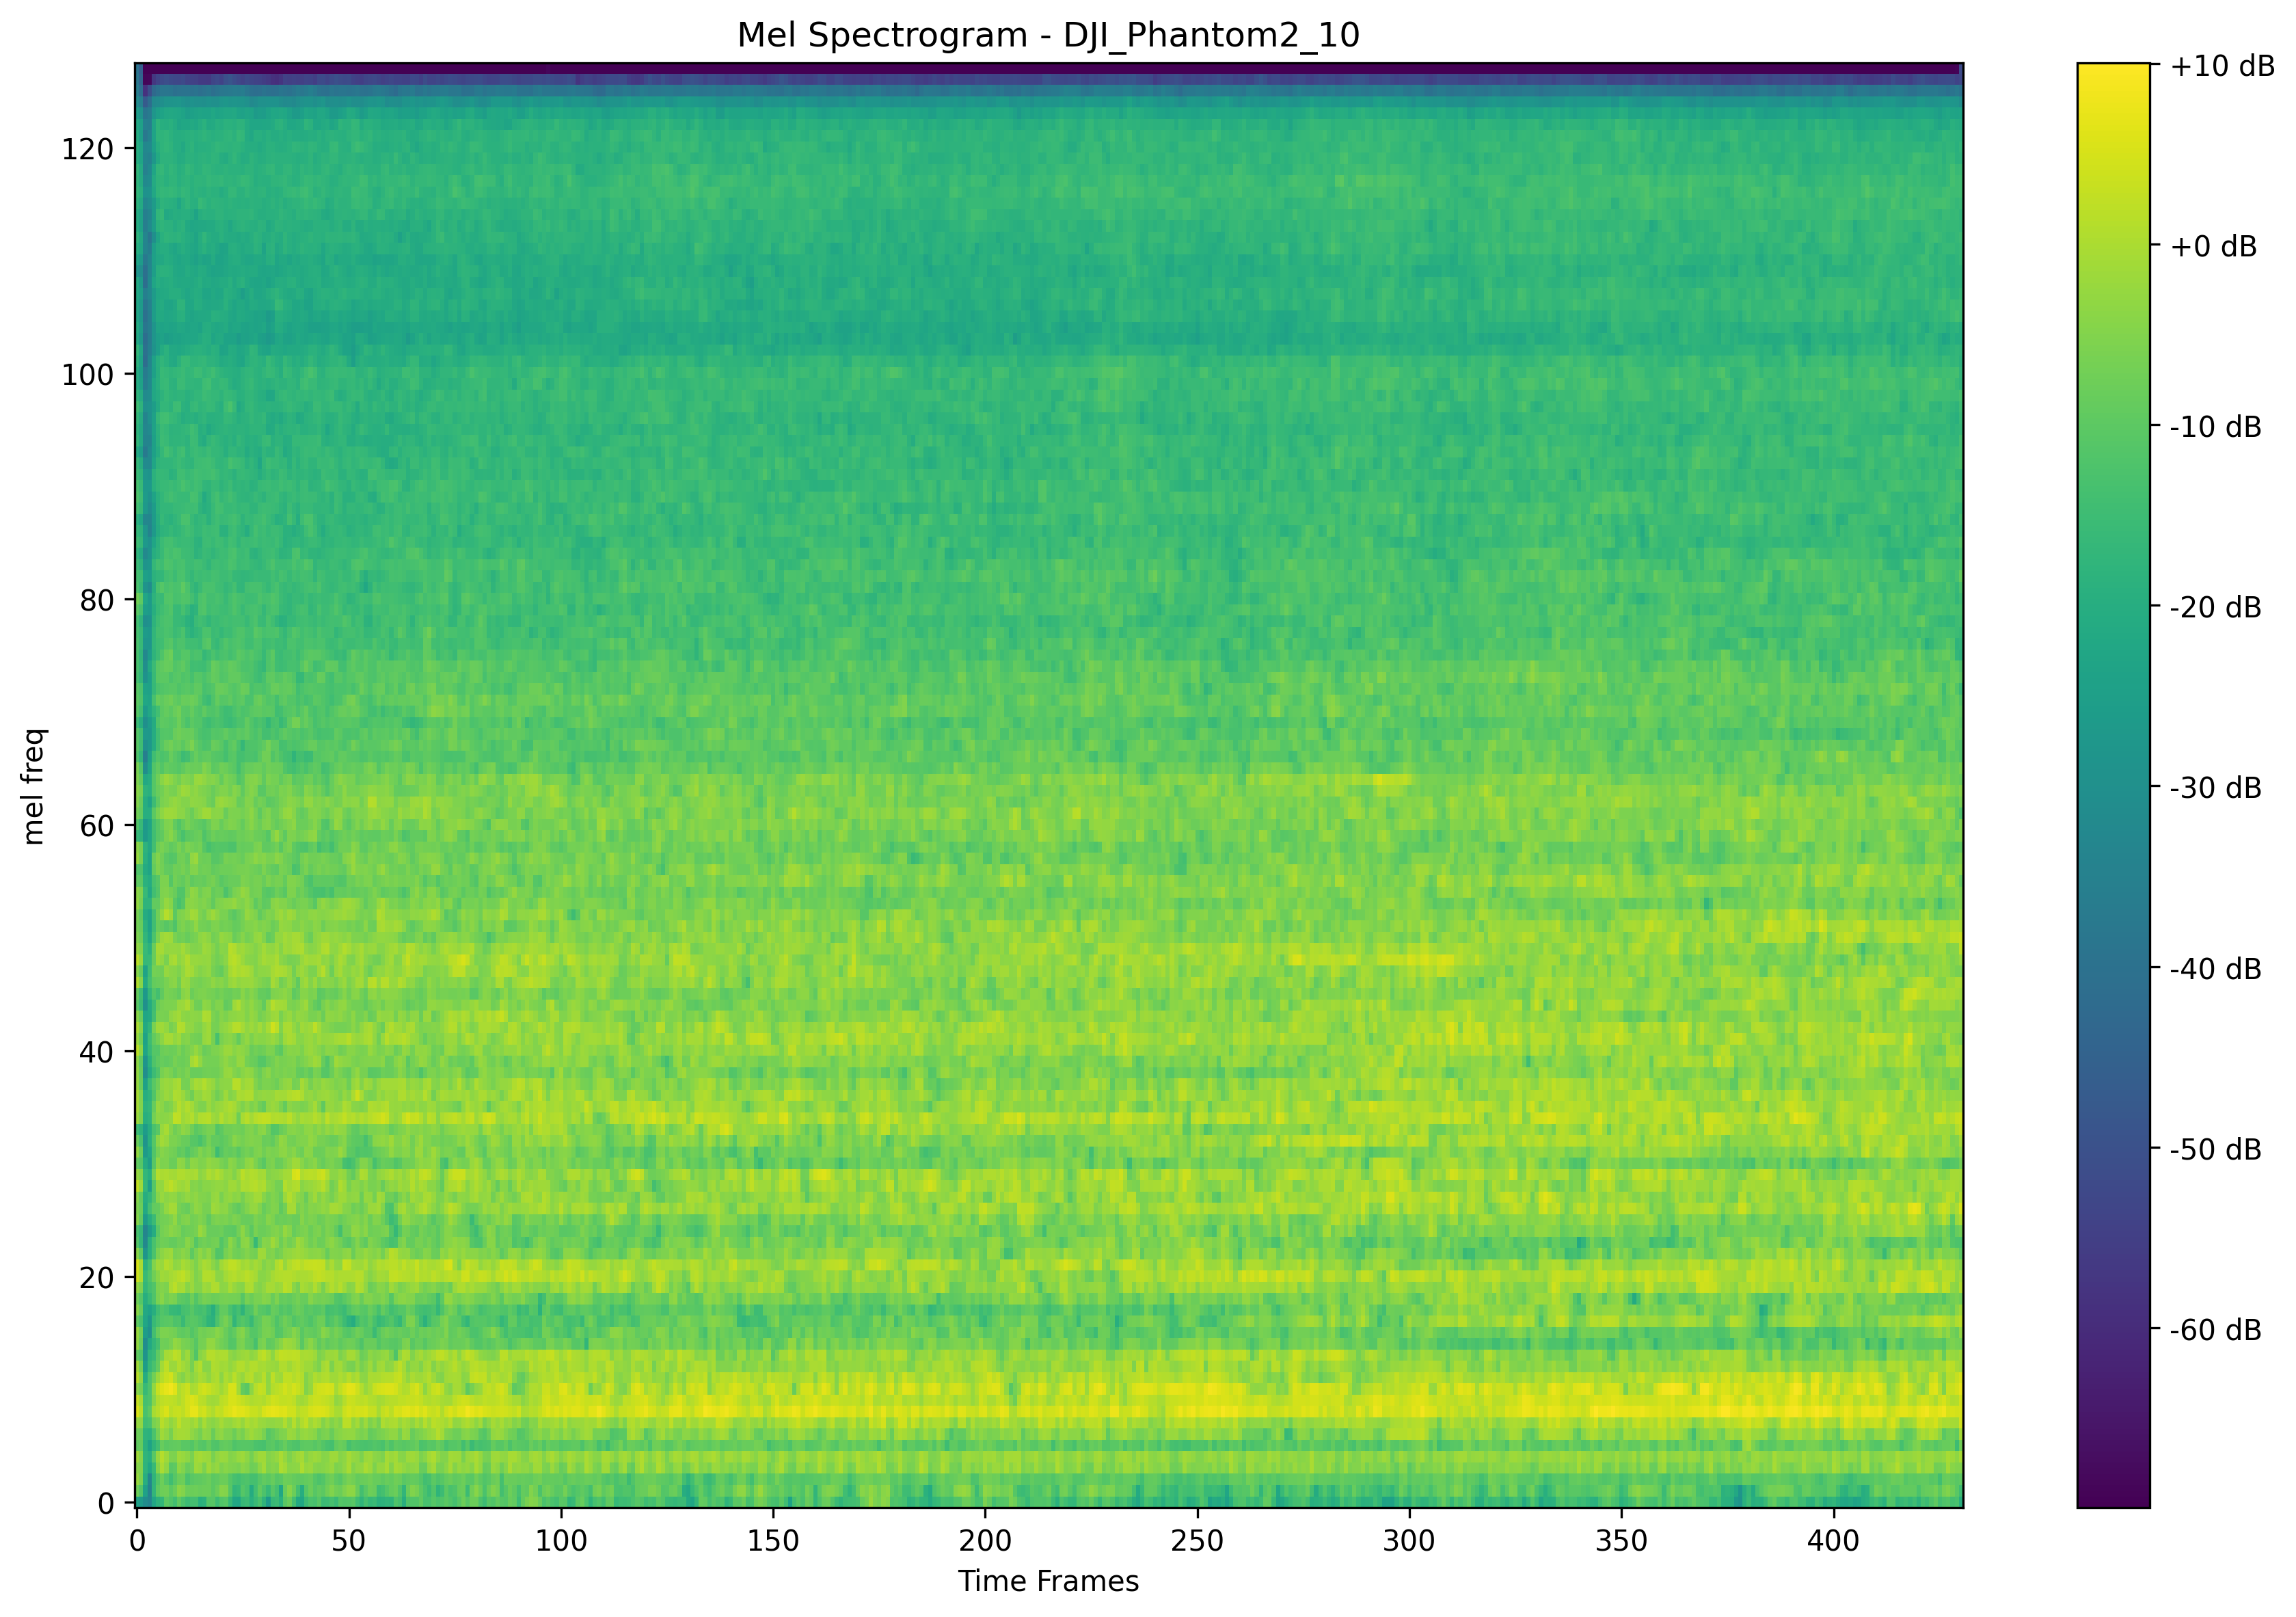 Mel Spectrogram - DJI_Phantom2_10
+10 dB
+0 dB
-10 dB
-20 dB
-30 dB
-40 dB
-50 dB
-60 dB
120
100
80
60
40
20
0
mel freq
0 50 100 150 200 250 300 350 400
Time Frames